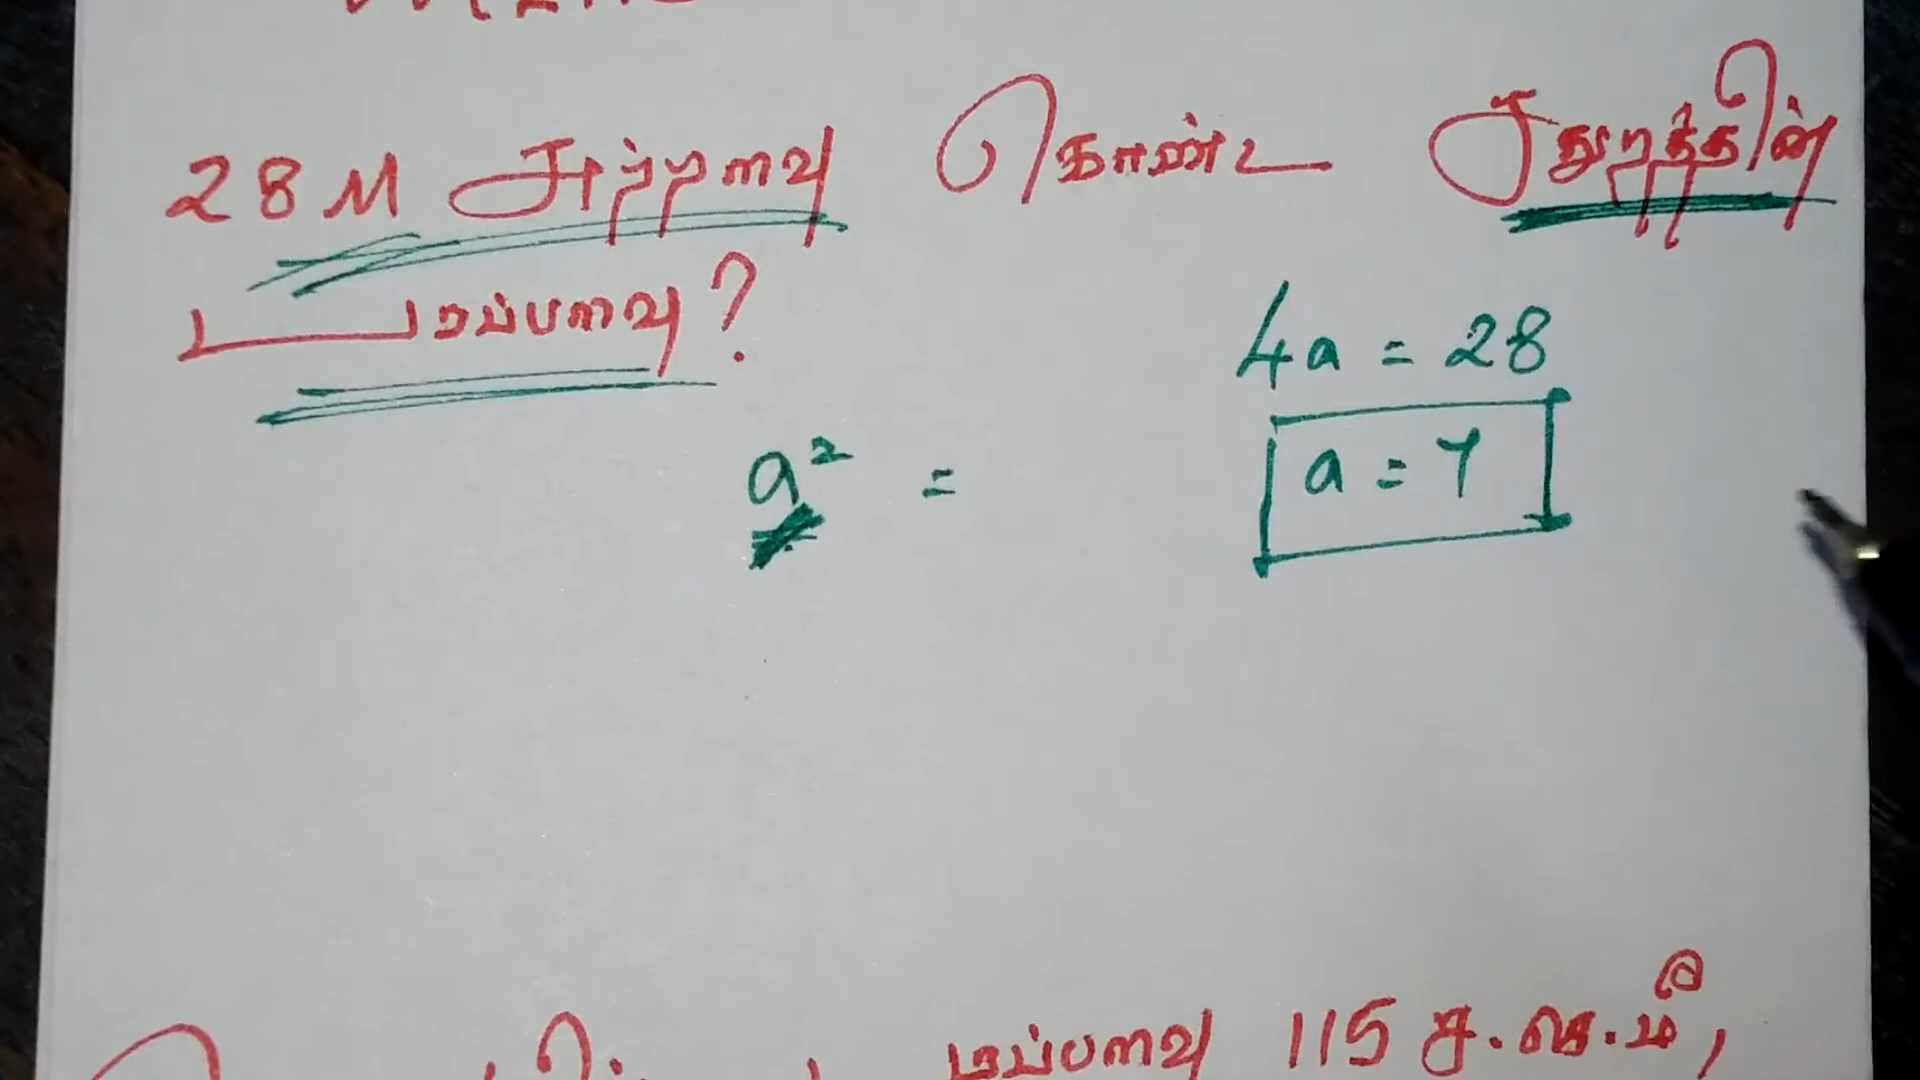 28 M சுற்றளவு கொண்ட சதுரத்தின்
பரப்பளவு ?
4a = 28
a² =
a = 7
பரப்பளவு 115 ச.செ.மீ,